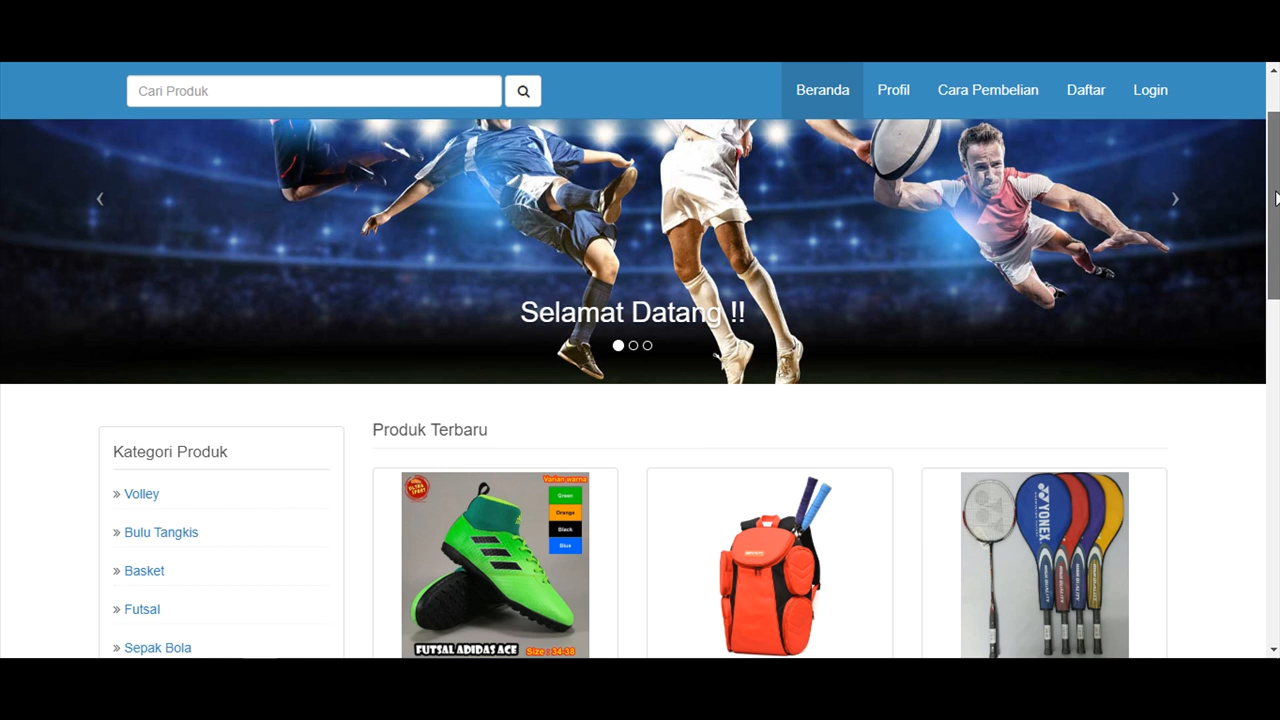 Cari Produk
Beranda Profil Cara Pembelian Daftar Login
Selamat Datang !!
Kategori Produk
» Volley
» Bulu Tangkis
» Basket
» Futsal
» Sepak Bola
Produk Terbaru
Varian warna
Green
Orange
Black
Blue
FUTSAL ADIDAS ACE
Size : 34-38
YONEX